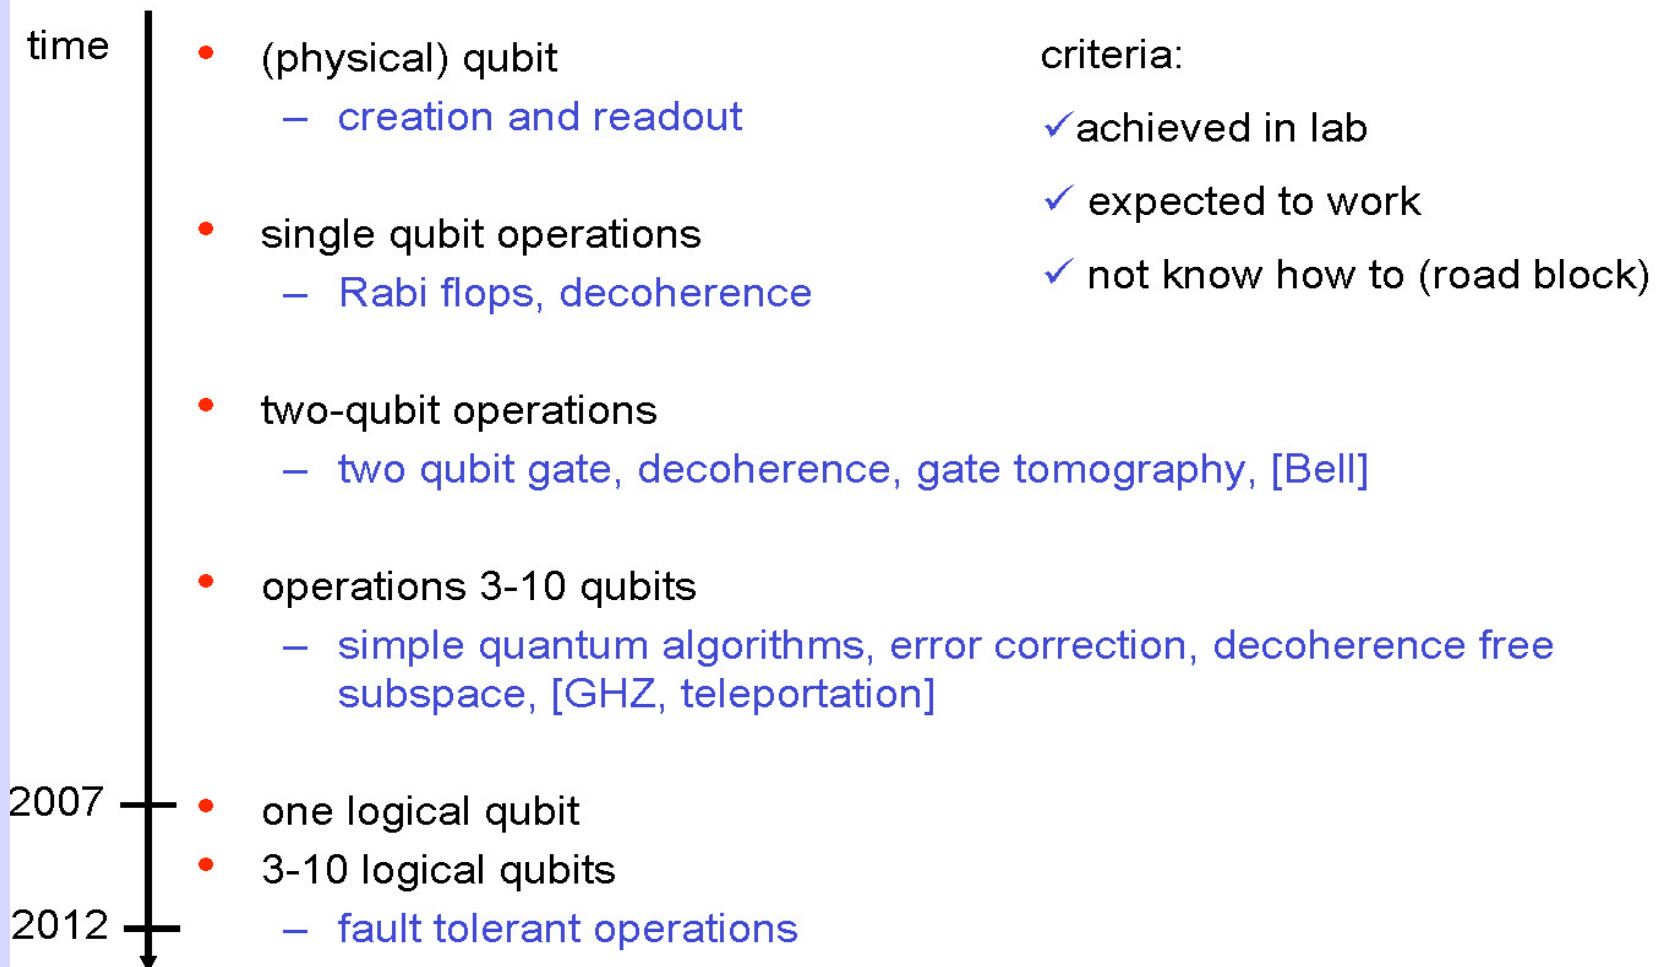 time
• (physical) qubit
– creation and readout
• single qubit operations
– Rabi flops, decoherence
• two-qubit operations
– two qubit gate, decoherence, gate tomography, [Bell]
• operations 3-10 qubits
– simple quantum algorithms, error correction, decoherence free
subspace, [GHZ, teleportation]
2007
• one logical qubit
• 3-10 logical qubits
2012
– fault tolerant operations
criteria:
✓achieved in lab
✓ expected to work
✓ not know how to (road block)